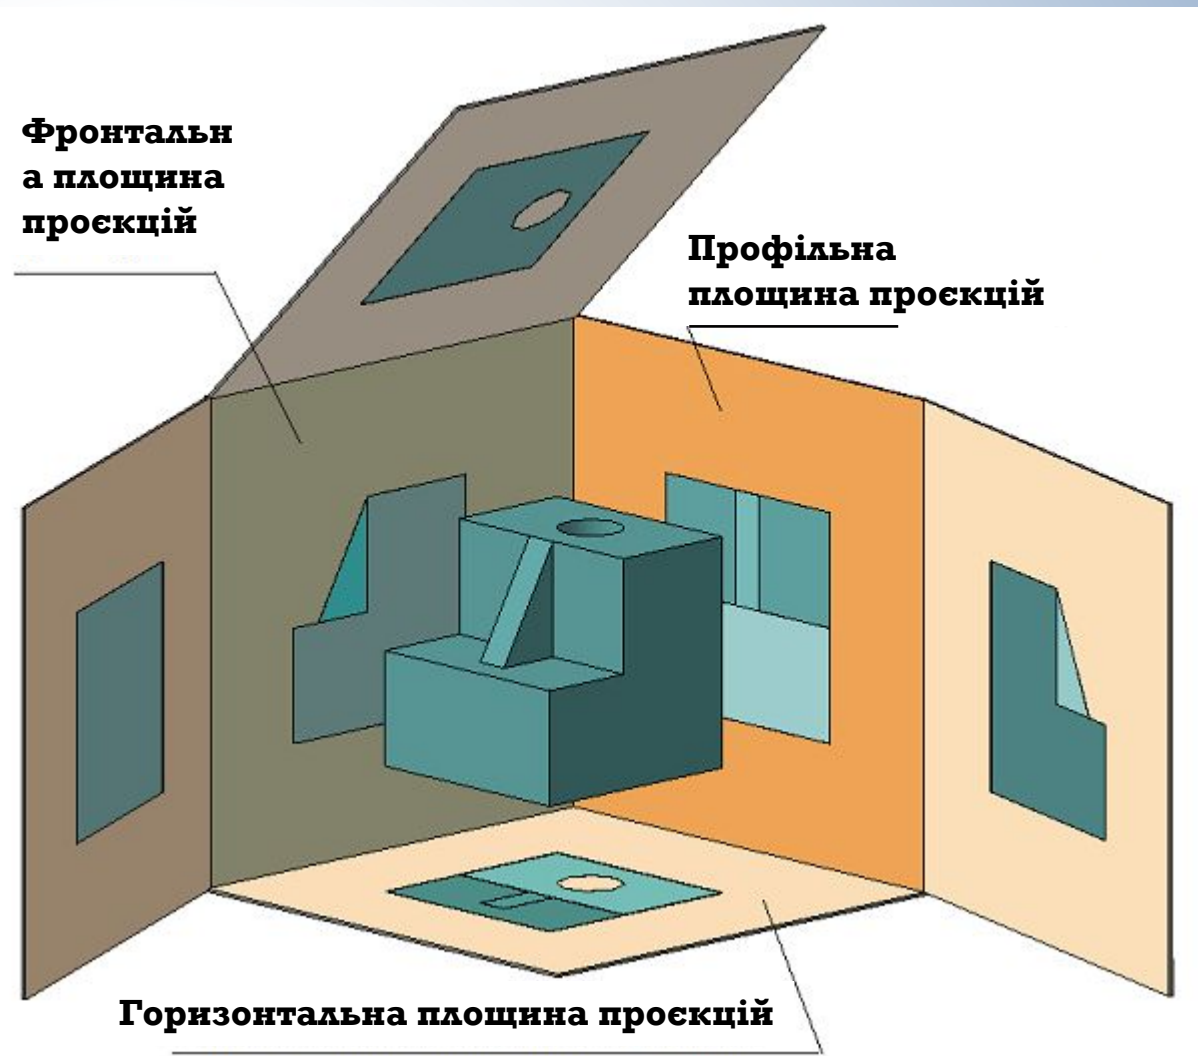 Фронтальн
а площина
проєкцій
Профільна
площина проєкцій
Горизонтальна площина проєкцій